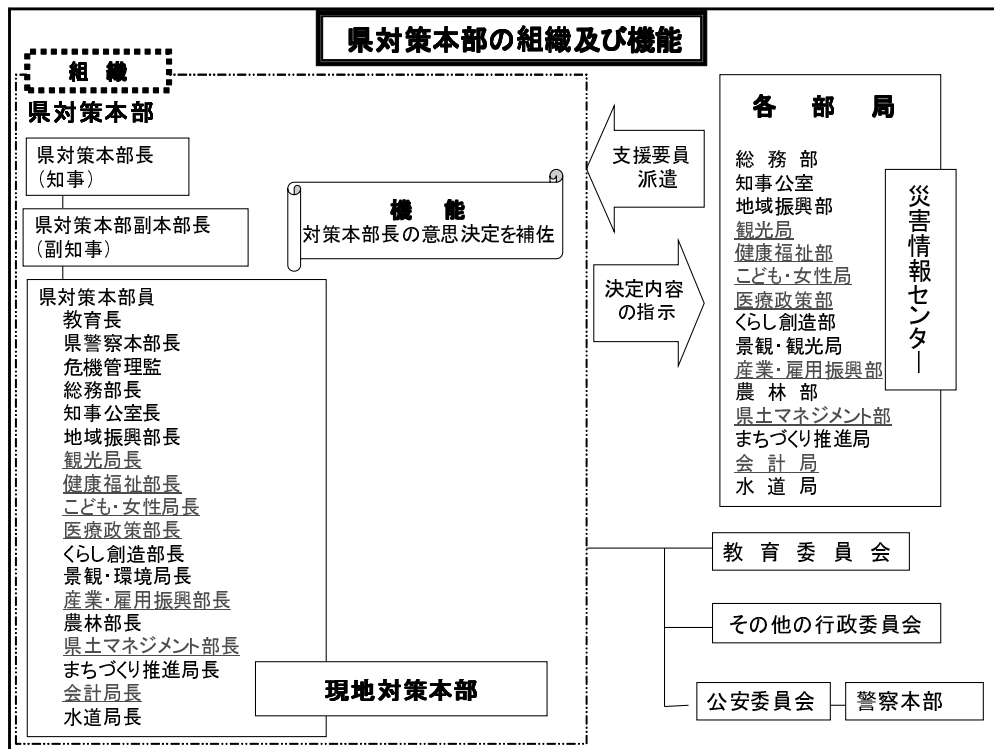 県対策本部の組織及び機能
組 織
県対策本部
県対策本部長
（知事）
県対策本部副本部長
（副知事）
県対策本部員
教育長
県警察本部長
危機管理監
総務部長
知事公室長
地域振興部長
観光局長
健康福祉部長
こども・女性局長
医療政策部長
くらし創造部長
景観・環境局長
産業・雇用振興部長
農林部長
県土マネジメント部長
まちづくり推進局長
会計局長
水道局長
機 能
対策本部長の意思決定を補佐
現地対策本部
支援要員
派遣
決定内容
の指示
各 部 局
総 務 部
知事公室
地域振興部
観光局
健康福祉部
こども・女性局
医療政策部
くらし創造部
景観・観光局
産業・雇用振興部
農 林 部
県土マネジメント部
まちづくり推進局
会 計 局
水 道 局
災害情報センター
教 育 委 員 会
その他の行政委員会
公安委員会
警察本部